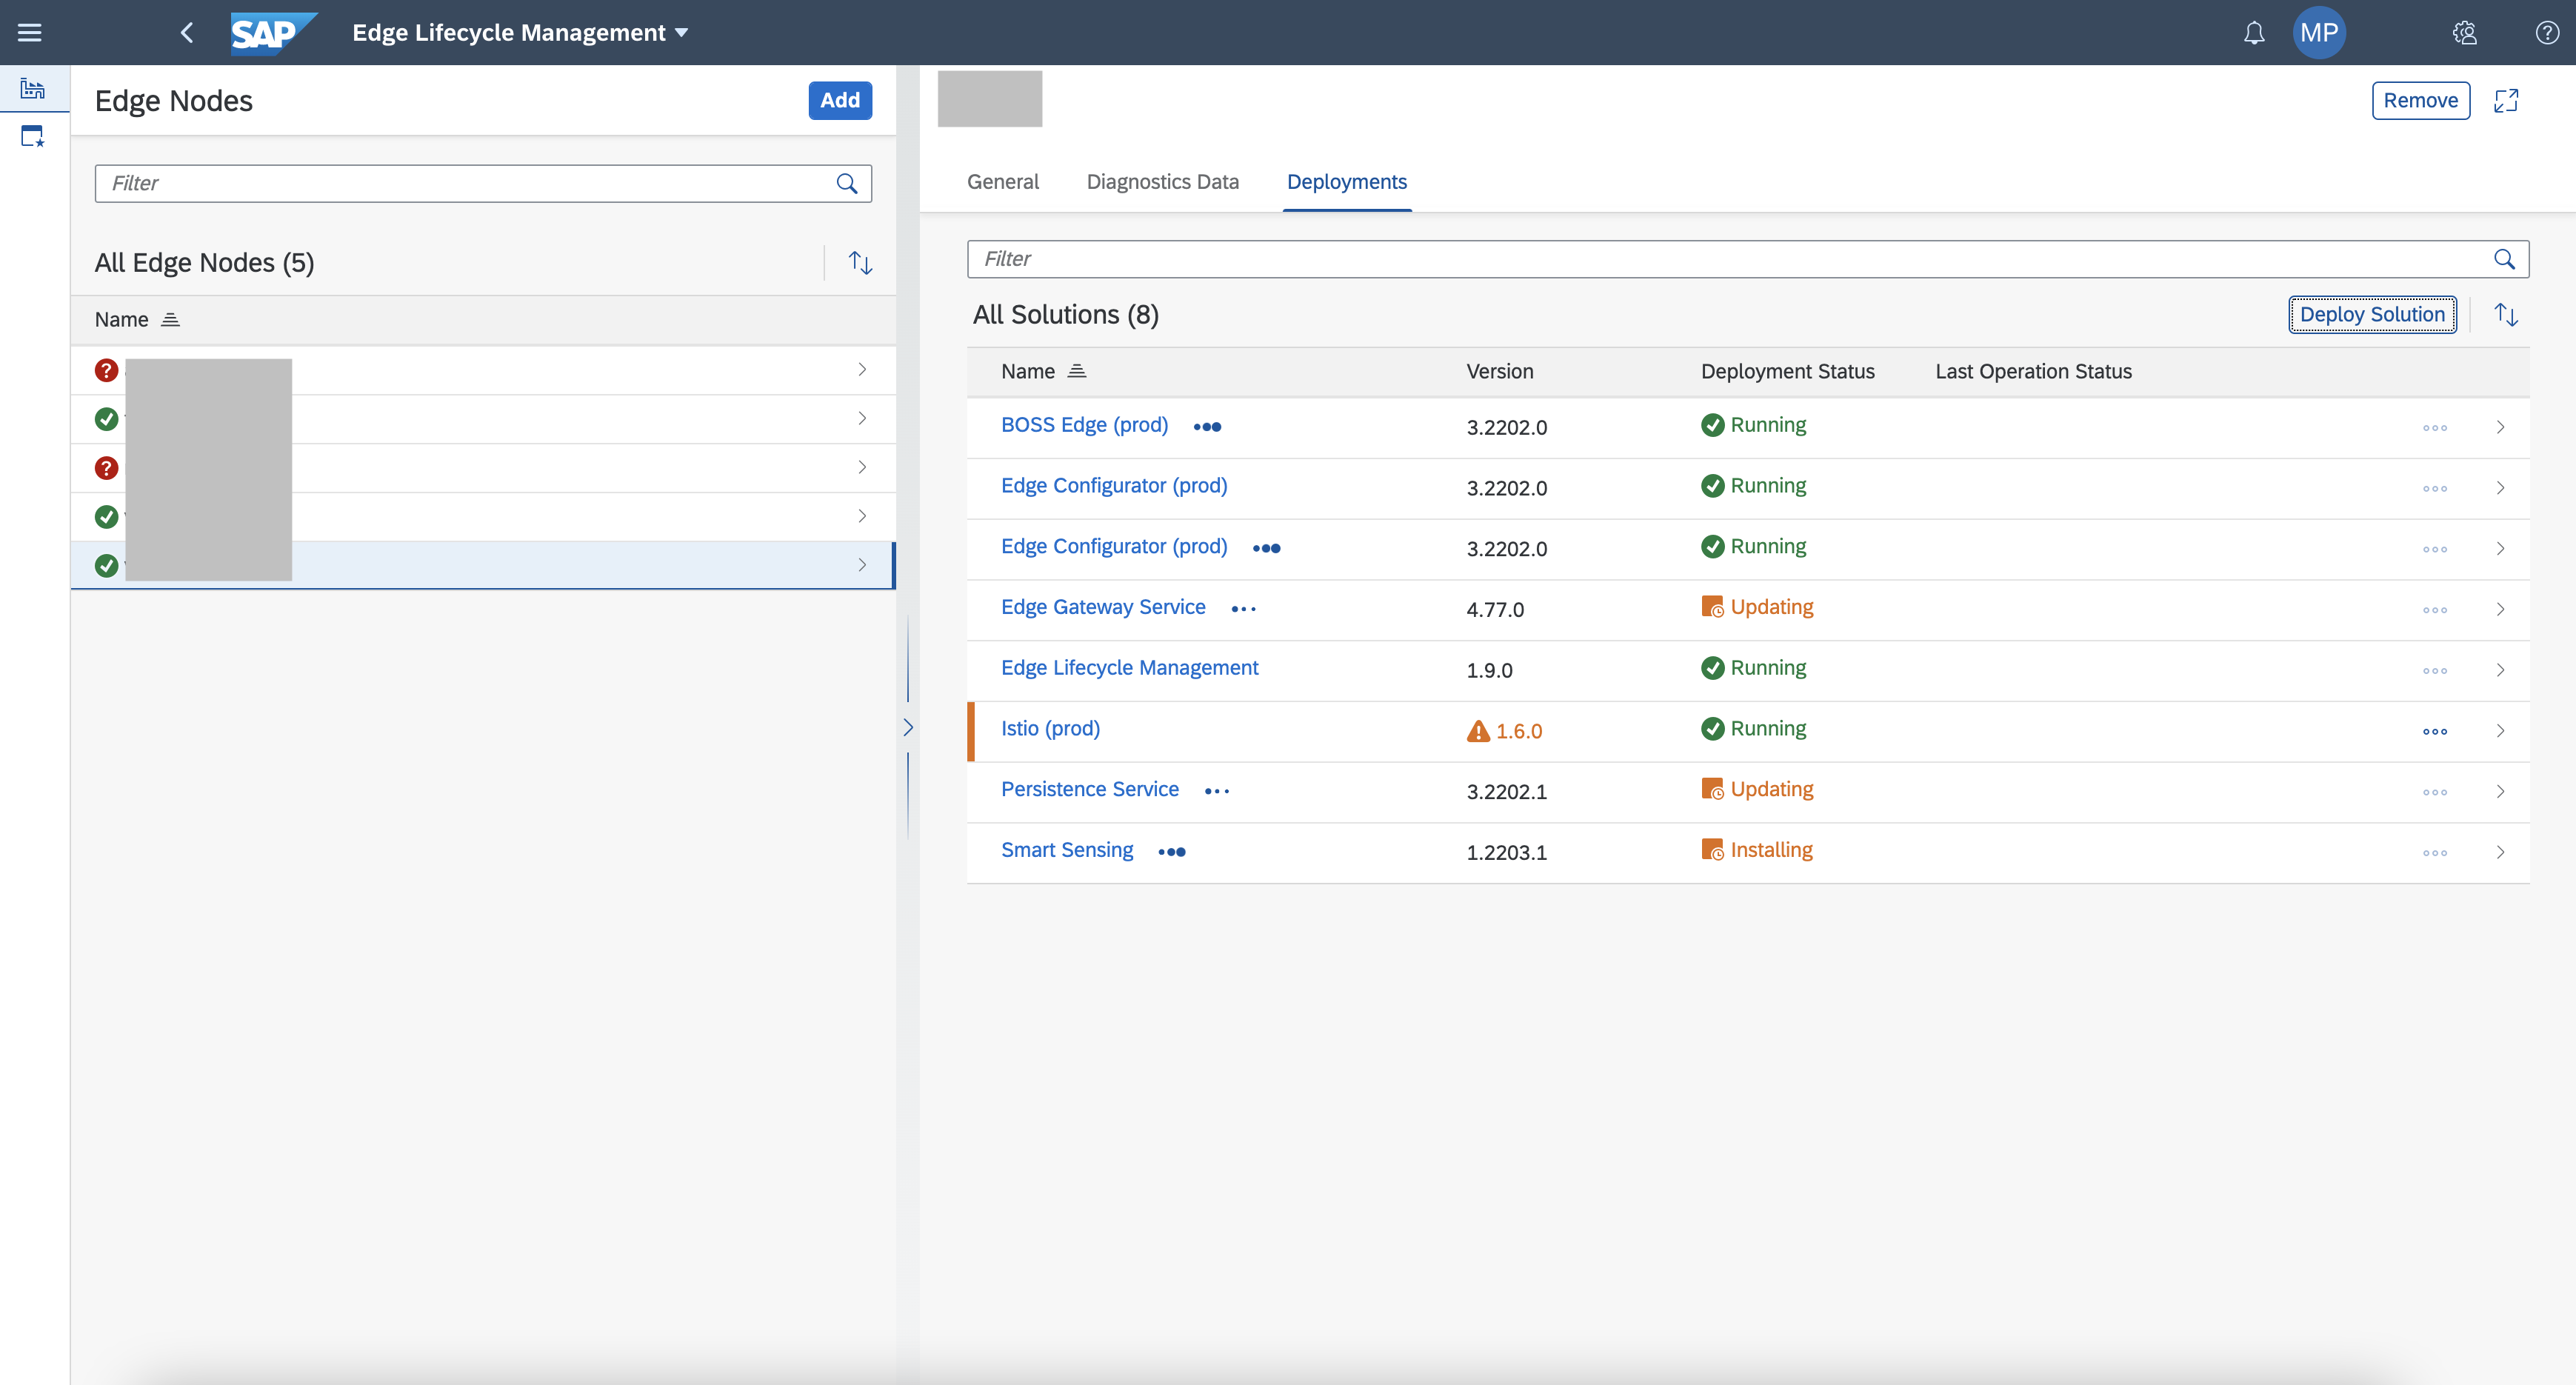 SAP Edge Lifecycle Management MP
Edge Nodes Add
Filter
All Edge Nodes (5)
Name
Remove
General Diagnostics Data Deployments
Filter
All Solutions (8) Deploy Solution
Name Version Deployment Status Last Operation Status
BOSS Edge (prod) 3.2202.0 Running
Edge Configurator (prod) 3.2202.0 Running
Edge Configurator (prod) 3.2202.0 Running
Edge Gateway Service 4.77.0 Updating
Edge Lifecycle Management 1.9.0 Running
Istio (prod) 1.6.0 Running
Persistence Service 3.2202.1 Updating
Smart Sensing 1.2203.1 Installing